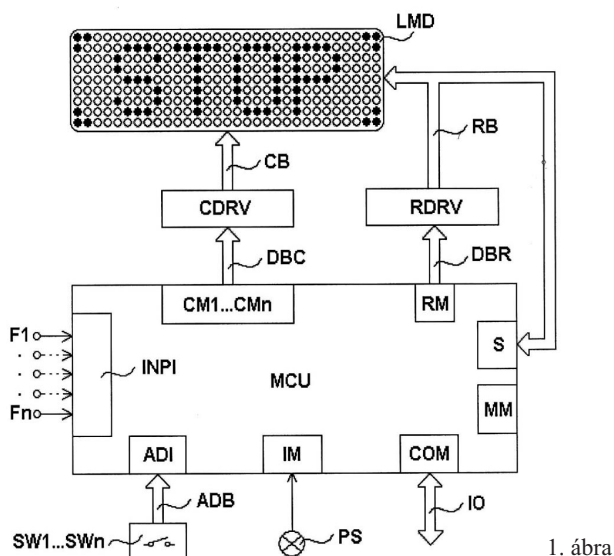 LMD
STOP
RB
CB
CDRV
RDRV
DBC
DBR
CM1...CMn
RM
F1
INPI
S
MCU
MM
Fn
ADI
IM
COM
ADB
IO
SW1...SWn
PS
1. ábra